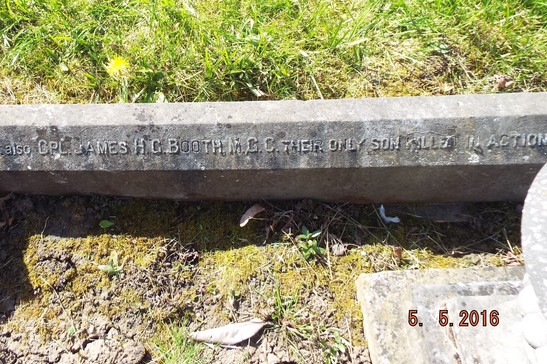 also CPL. JAMES H. G. BOOTH, M. G. C. THEIR ONLY SON KILLED IN ACTION
5. 5. 2016